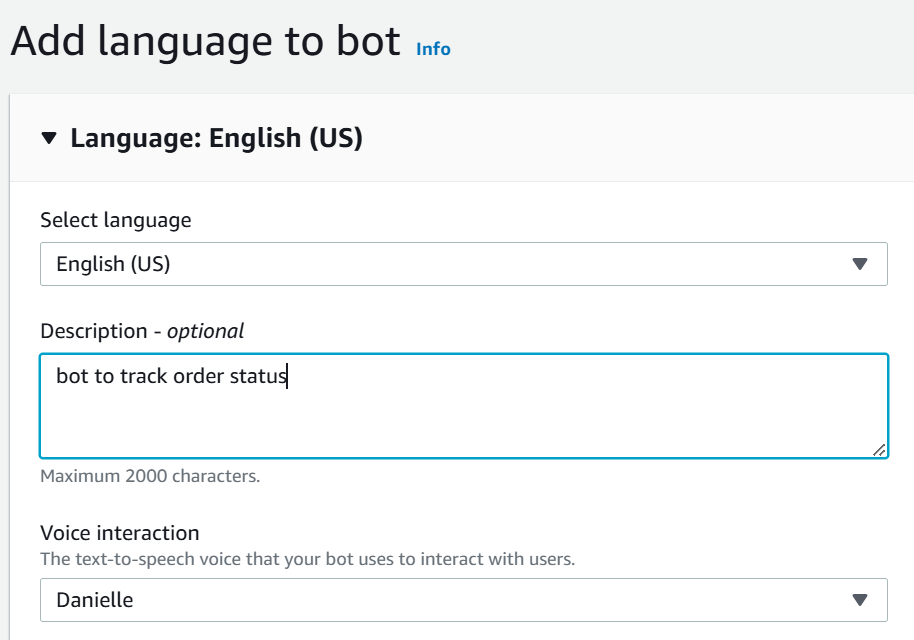 Add language to bot Info
Language: English (US)
Select language
English (US)
Description - optional
bot to track order status
Maximum 2000 characters.
Voice interaction
The text-to-speech voice that your bot uses to interact with users.
Danielle